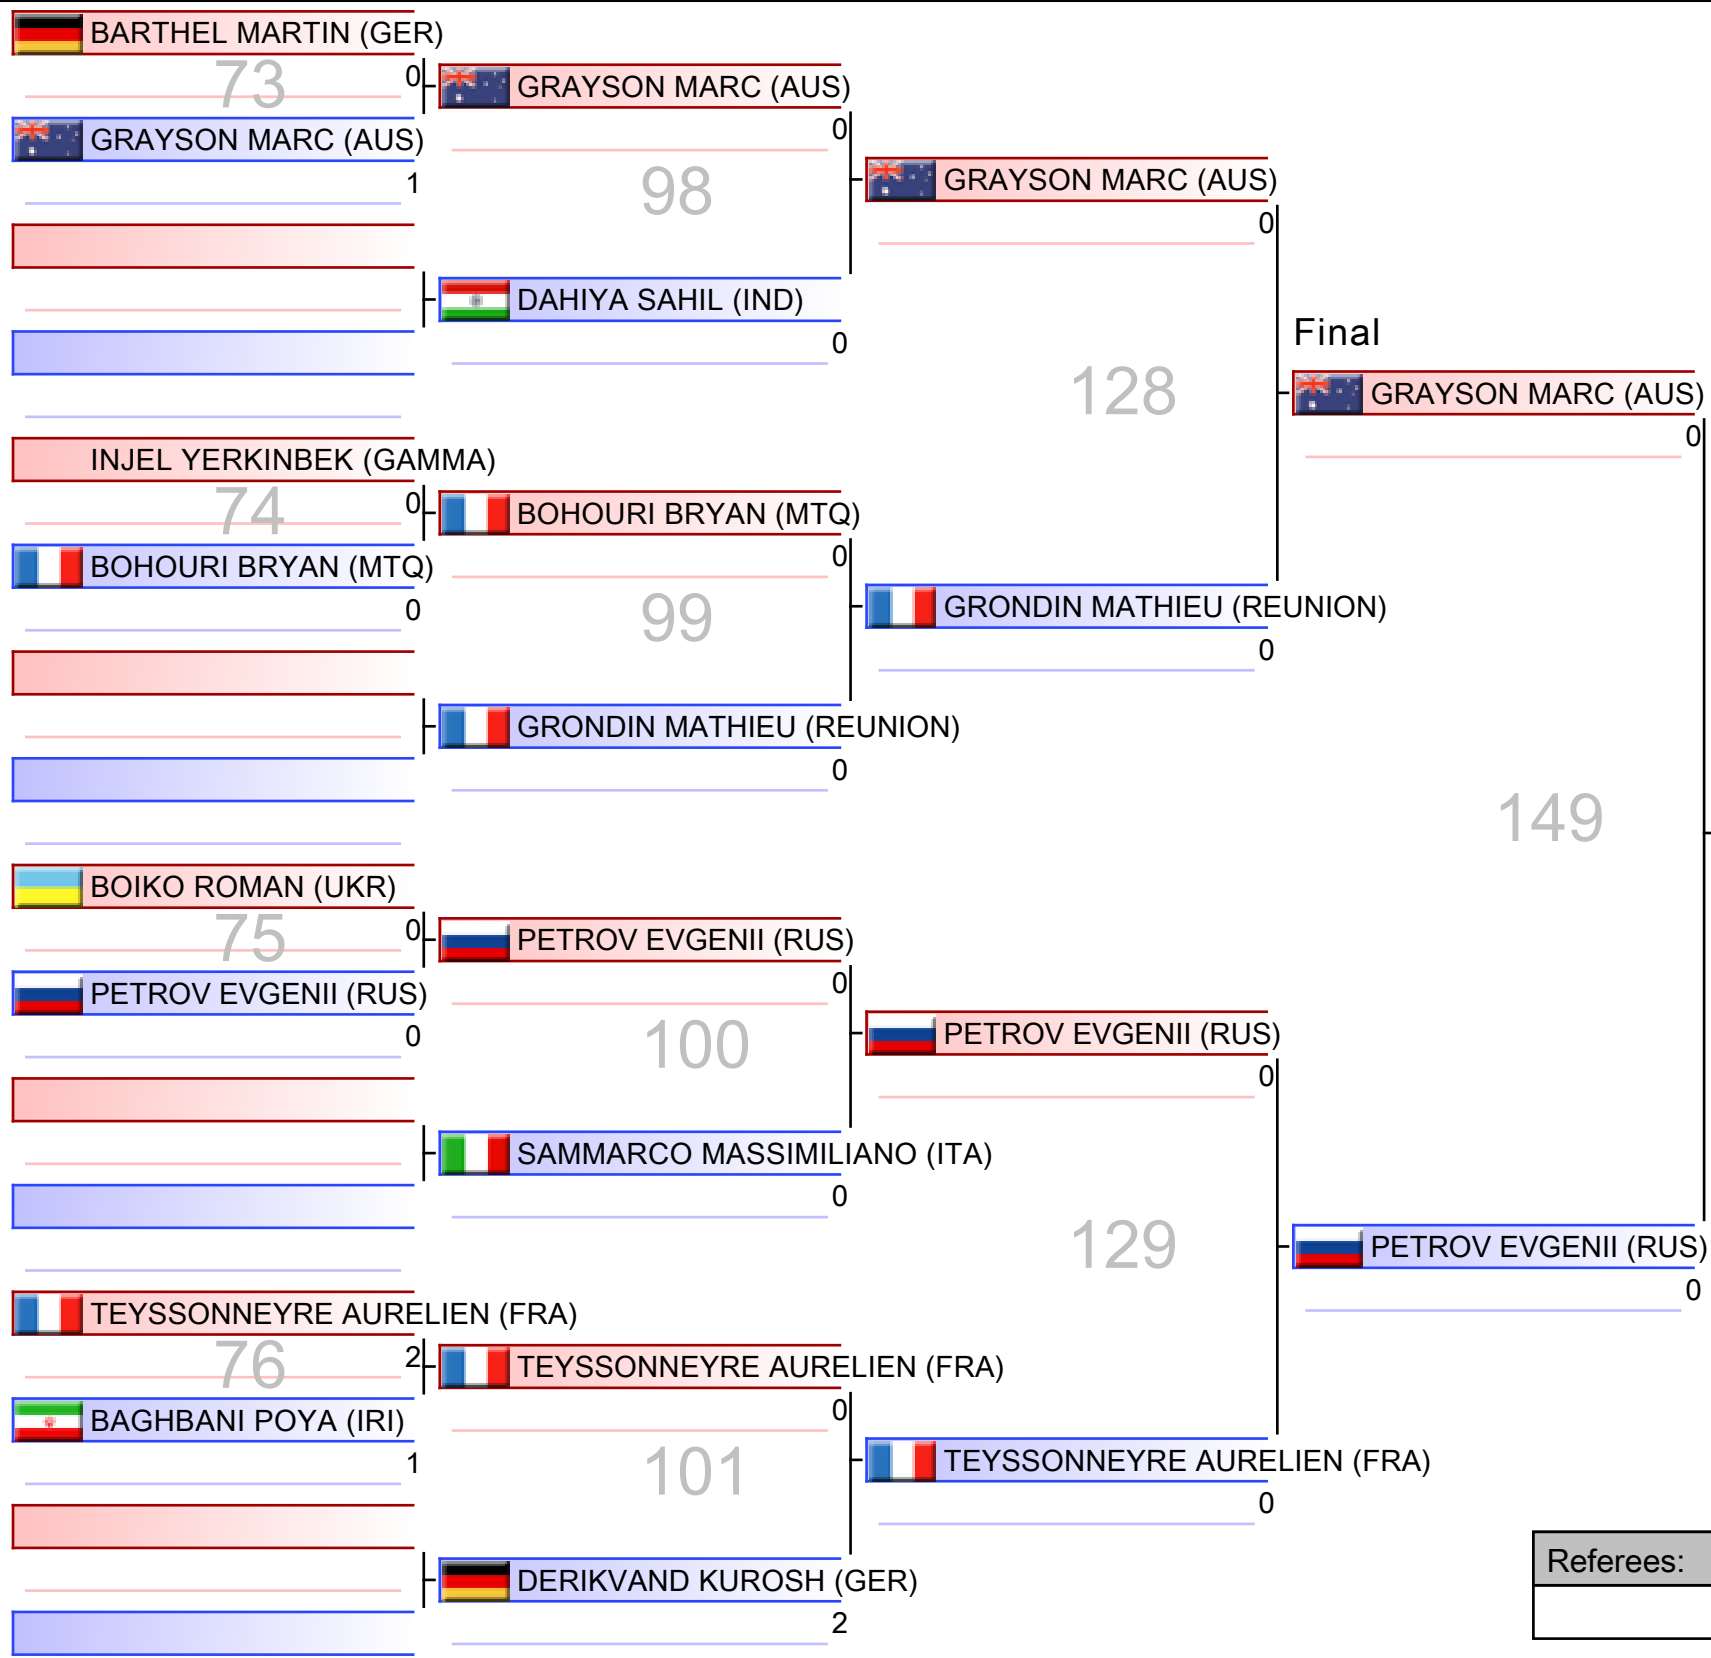 BARTHEL MARTIN (GER)
73
0
GRAYSON MARC (AUS)
1
INJEL YERKINBEK (GAMMA)
74
0
BOHOURI BRYAN (MTQ)
0
BOIKO ROMAN (UKR)
75
0
PETROV EVGENII (RUS)
0
TEYSSONNEYRE AURELIEN (FRA)
76
2
BAGHBANI POYA (IRI)
1
GRAYSON MARC (AUS)
0
98
DAHIYA SAHIL (IND)
0
BOHOURI BRYAN (MTQ)
0
99
GRONDIN MATHIEU (REUNION)
0
PETROV EVGENII (RUS)
0
100
SAMMARCO MASSIMILIANO (ITA)
0
TEYSSONNEYRE AURELIEN (FRA)
0
101
DERIKVAND KUROSH (GER)
2
GRAYSON MARC (AUS)
0
128
GRONDIN MATHIEU (REUNION)
0
PETROV EVGENII (RUS)
0
129
TEYSSONNEYRE AURELIEN (FRA)
0
Final
GRAYSON MARC (AUS)
0
149
PETROV EVGENII (RUS)
0
Referees: